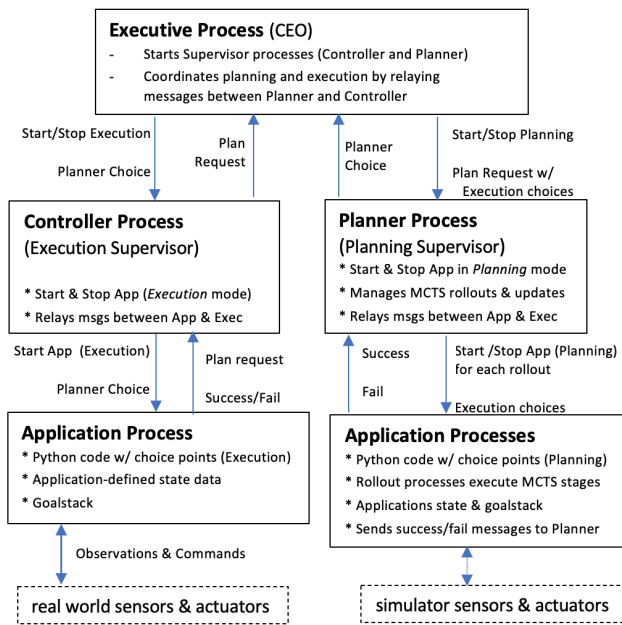 Executive Process (CEO)
- Starts Supervisor processes (Controller and Planner)
- Coordinates planning and execution by relaying
messages between Planner and Controller
Start/Stop Execution
Planner Choice
Plan
Request
Planner
Choice
Start/Stop Planning
Plan Request w/
Execution choices
Controller Process
(Execution Supervisor)
* Start & Stop App (Execution mode)
* Relays msgs between App & Exec
Planner Process
(Planning Supervisor)
* Start & Stop App in Planning mode
* Manages MCTS rollouts & updates
* Relays msgs between App & Exec
Start App (Execution)
Planner Choice
Plan request
Success/Fail
Success
Fail
Start /Stop App (Planning)
for each rollout
Execution choices
Application Process
* Python code w/ choice points (Execution)
* Application-defined state data
* Goalstack
Application Processes
* Python code w/ choice points (Planning)
* Rollout processes execute MCTS stages
* Applications state & goalstack
* Sends success/fail messages to Planner
Observations & Commands
real world sensors & actuators
simulator sensors & actuators